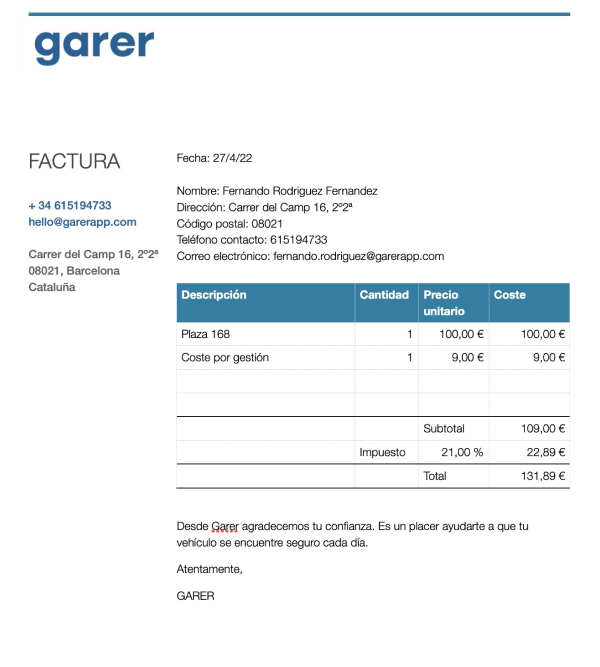 garer
FACTURA
+ 34 615194733
hello@garerapp.com
Carrer del Camp 16, 2º2ª
08021, Barcelona
Cataluña
Fecha: 27/4/22
Nombre: Fernando Rodriguez Fernandez
Dirección: Carrer del Camp 16, 2º2ª
Código postal: 08021
Teléfono contacto: 615194733
Correo electrónico: fernando.rodriguez@garerapp.com
Descripción Cantidad Precio unitario Coste
Plaza 168 1 100,00 € 100,00 €
Coste por gestión 1 9,00 € 9,00 €
Subtotal 109,00 €
Impuesto 21,00 % 22,89 €
Total 131,89 €
Desde Garer agradecemos tu confianza. Es un placer ayudarte a que tu
vehículo se encuentre seguro cada día.
Atentamente,
GARER